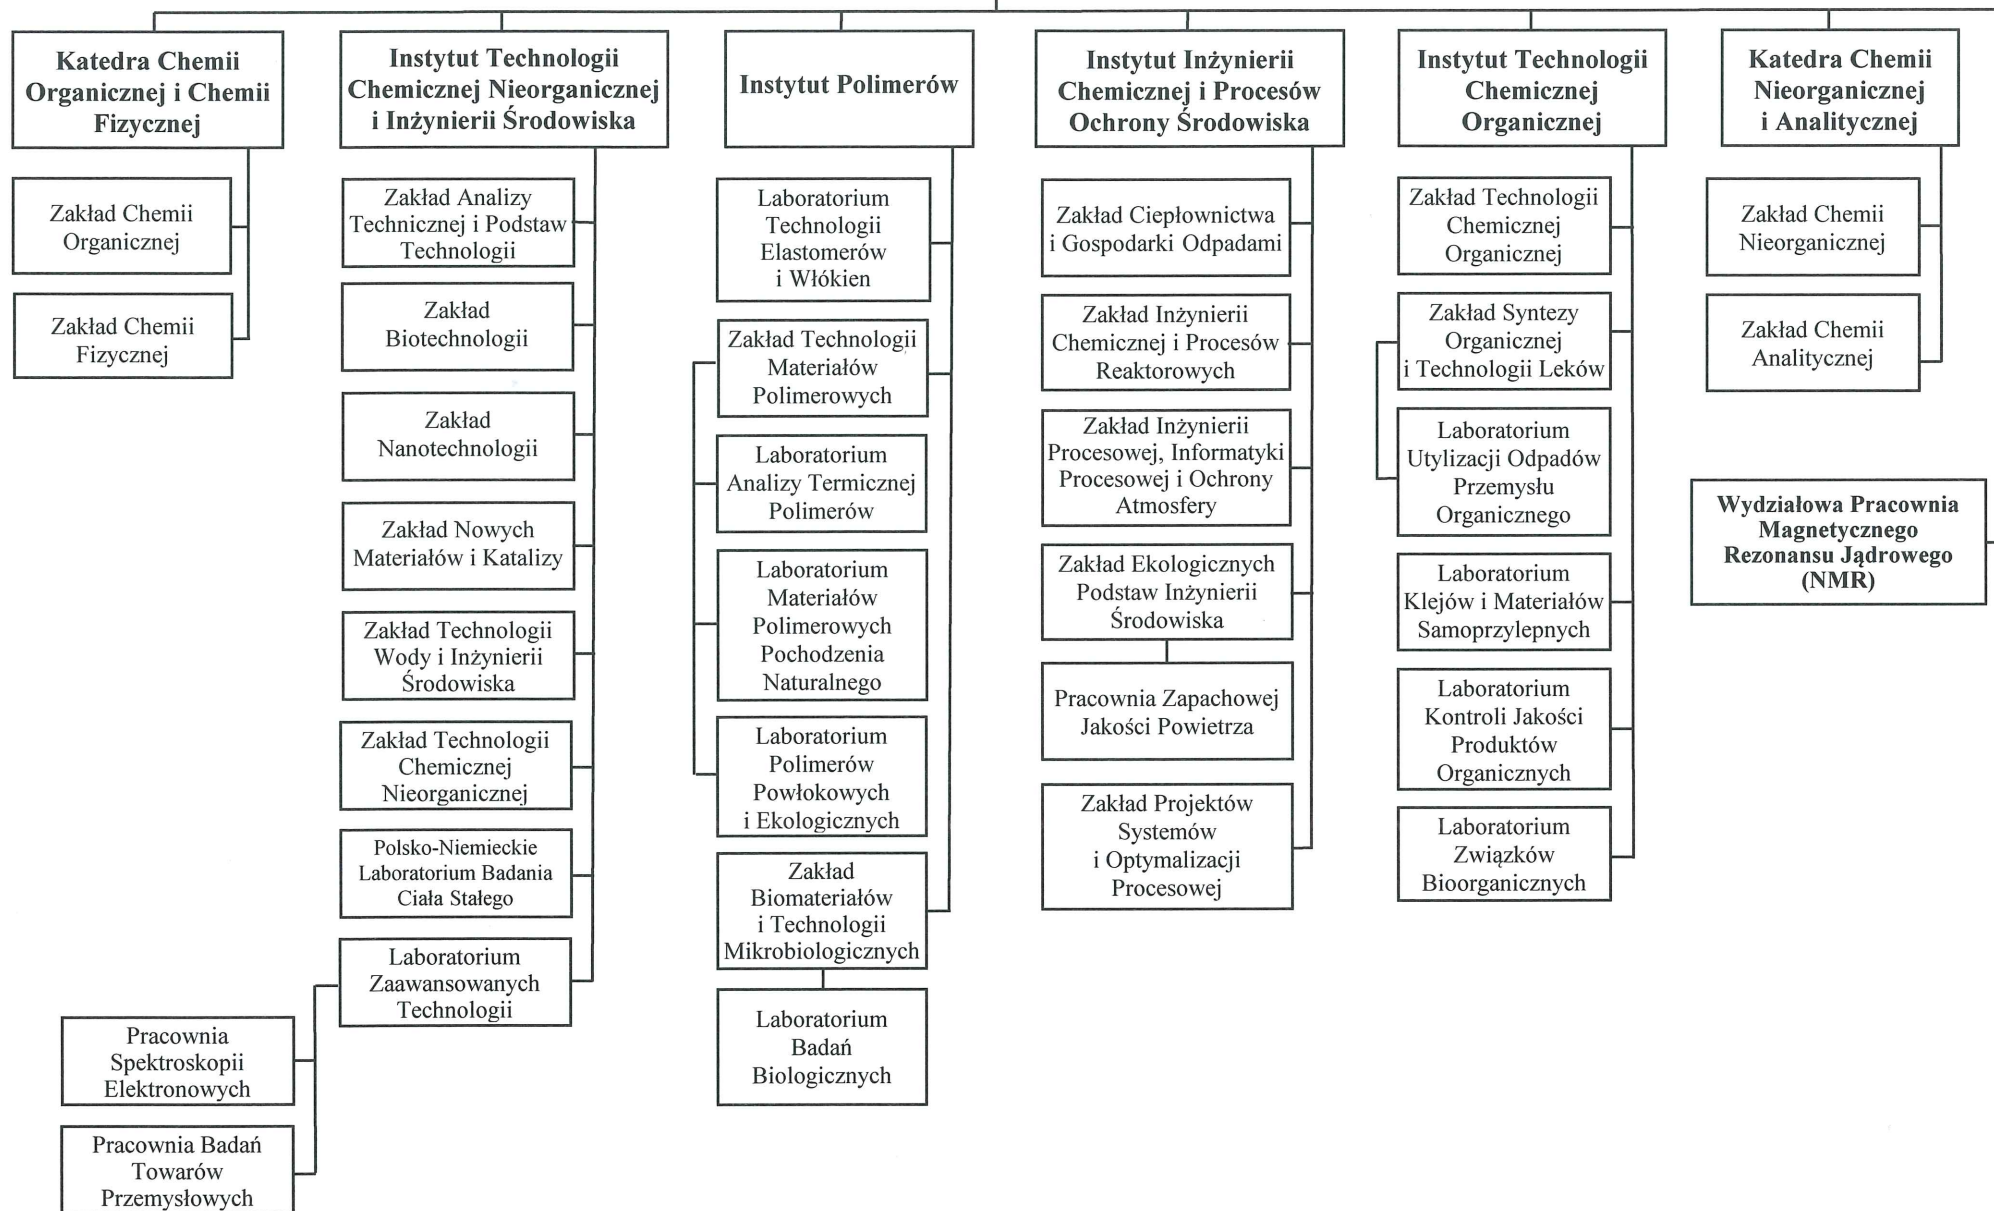 Katedra Chemii
Organicznej i Chemii
Fizycznej
Zakład Chemii
Organicznej
Zakład Chemii
Fizycznej
Instytut Technologii
Chemicznej Nieorganicznej
i Inżynierii Środowiska
Zakład Analizy
Technicznej i Podstaw
Technologii
Zakład
Biotechnologii
Zakład
Nanotechnologii
Zakład Nowych
Materiałów i Katalizy
Zakład Technologii
Wody i Inżynierii
Środowiska
Zakład Technologii
Chemicznej
Nieorganicznej
Polsko-Niemieckie
Laboratorium Badania
Ciała Stałego
Laboratorium
Zaawansowanych
Technologii
Pracownia
Spektroskopii
Elektronowych
Pracownia Badań
Towarów
Przemysłowych
Instytut Polimerów
Laboratorium
Technologii
Elastomerów
i Włókien
Zakład Technologii
Materiałów
Polimerowych
Laboratorium
Analizy Termicznej
Polimerów
Laboratorium
Materiałów
Polimerowych
Pochodzenia
Naturalnego
Laboratorium
Polimerów
Powłokowych
i Ekologicznych
Zakład
Biomateriałów
i Technologii
Mikrobiologicznych
Laboratorium
Badań
Biologicznych
Instytut Inżynierii
Chemicznej i Procesów
Ochrony Środowiska
Zakład Ciepłownictwa
i Gospodarki Odpadami
Zakład Inżynierii
Chemicznej i Procesów
Reaktorowych
Zakład Inżynierii
Procesowej, Informatyki
Procesowej i Ochrony
Atmosfery
Zakład Ekologicznych
Podstaw Inżynierii
Środowiska
Pracownia Zapachowej
Jakości Powietrza
Zakład Projektów
Systemów
i Optymalizacji
Procesowej
Instytut Technologii
Chemicznej
Organicznej
Zakład Technologii
Chemicznej
Organicznej
Zakład Syntezy
Organicznej
i Technologii Leków
Laboratorium
Utylizacji Odpadów
Przemysłu
Organicznego
Laboratorium
Klejów i Materiałów
Samoprzylepnych
Laboratorium
Kontroli Jakości
Produktów
Organicznych
Laboratorium
Związków
Bioorganicznych
Katedra Chemii
Nieorganicznej
i Analitycznej
Zakład Chemii
Nieorganicznej
Zakład Chemii
Analitycznej
Wydziałowa Pracownia
Magnetycznego
Rezonansu Jądrowego
(NMR)